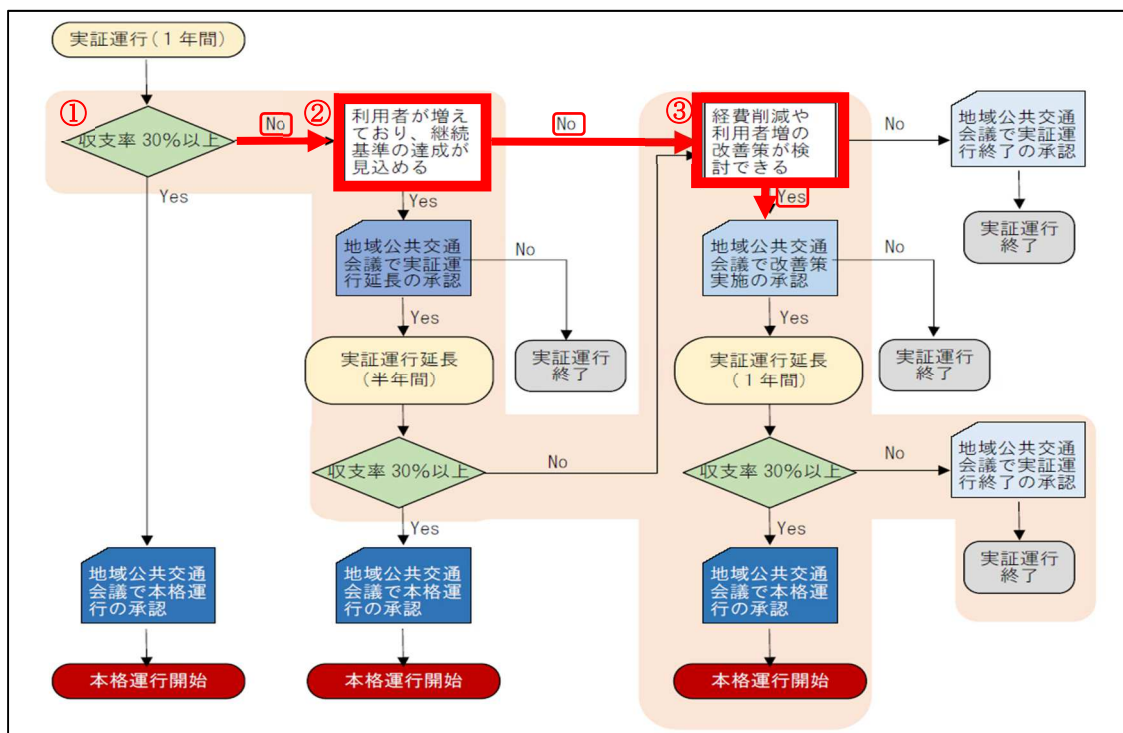 実証運行(1年間)
①
収支率 30%以上
No
②
利用者が増え
ており、継続
基準の達成が
見込める
No
③
経費削減や
利用者増の
改善策が検
討できる
No
地域公共交通
会議で実証運
行終了の承認
実証運行
終了
Yes
Yes
Yes
地域公共交通
会議で実証運
行延長の承認
No
実証運行
終了
地域公共交通
会議で改善策
実施の承認
No
実証運行
終了
Yes
Yes
実証運行延長
(半年間)
実証運行延長
(1年間)
収支率 30%以上
No
収支率 30%以上
No
地域公共交通
会議で実証運
行終了の承認
実証運行
終了
Yes
Yes
地域公共交通
会議で本格運
行の承認
地域公共交通
会議で本格運
行の承認
地域公共交通
会議で本格運
行の承認
本格運行開始
本格運行開始
本格運行開始